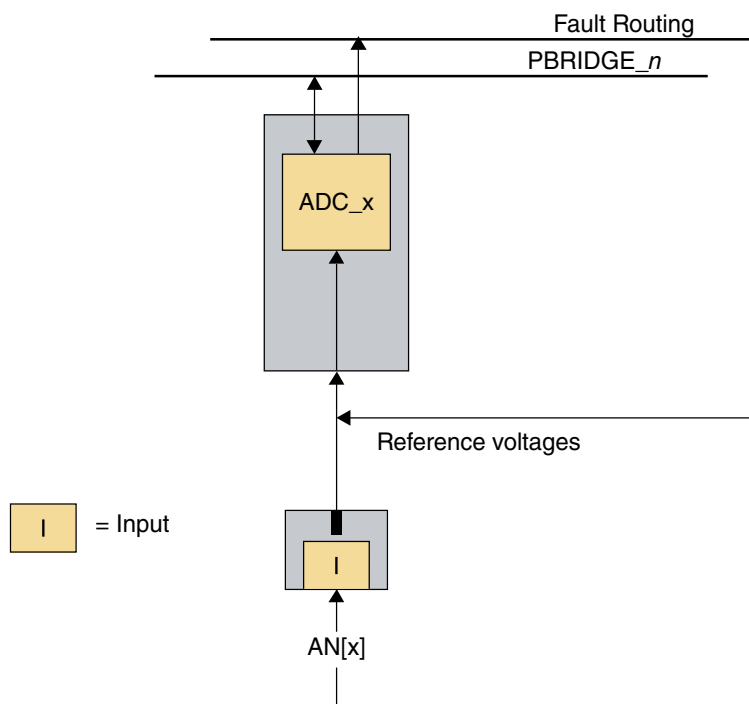 Fault Routing
PBRIDGE_n
ADC_x
Reference voltages
I = Input
I
AN[x]